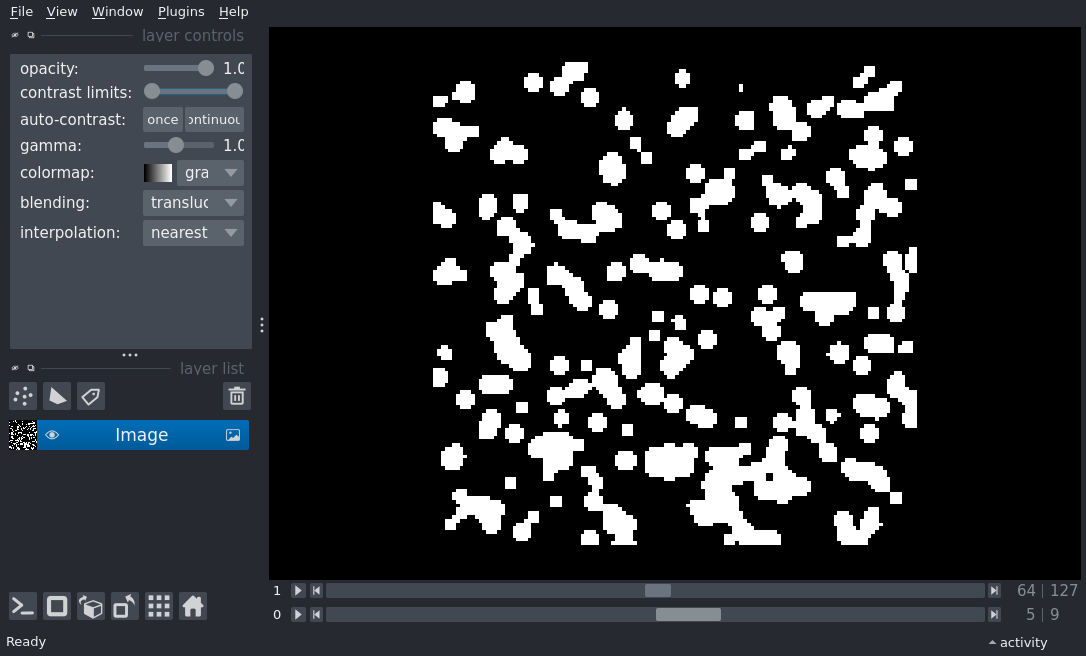 File View Window Plugins Help
layer controls
opacity: 1.0
contrast limits:
auto-contrast: once ontinuou
gamma: 1.0
colormap: gra
blending: transluc
interpolation: nearest
layer list
Image
1 64 | 127
0 5 | 9
Ready activity